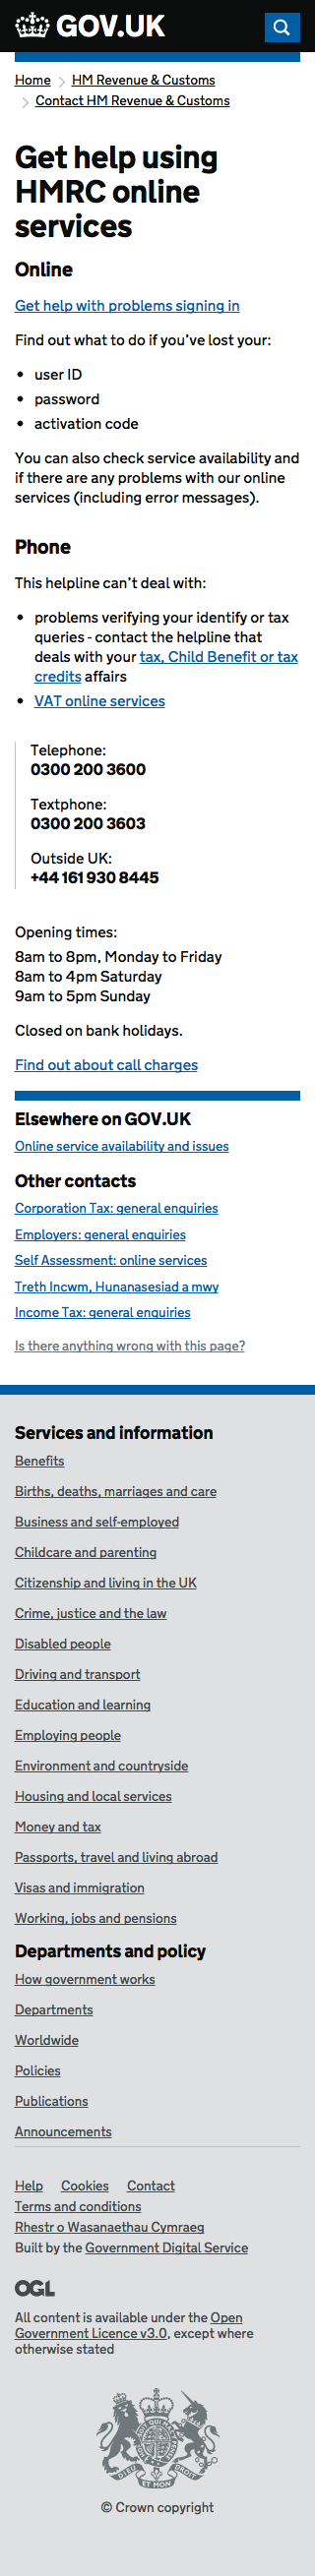 GOV.UK
Home
HM Revenue & Customs
Contact HM Revenue & Customs
Get help using
HMRC online
services
Online
Get help with problems signing in
Find out what to do if you’ve lost your:
• user ID
• password
• activation code
You can also check service availability and
if there are any problems with our online
services (including error messages).
Phone
This helpline can’t deal with:
• problems verifying your identify or tax
queries - contact the helpline that
deals with your tax, Child Benefit or tax
credits affairs
• VAT online services
Telephone:
0300 200 3600
Textphone:
0300 200 3603
Outside UK:
+44 161 930 8445
Opening times:
8am to 8pm, Monday to Friday
8am to 4pm Saturday
9am to 5pm Sunday
Closed on bank holidays.
Find out about call charges
Elsewhere on GOV.UK
Online service availability and issues
Other contacts
Corporation Tax: general enquiries
Employers: general enquiries
Self Assessment: online services
Treth Incwm, Hunanasesiad a mwy
Income Tax: general enquiries
Is there anything wrong with this page?
Services and information
Benefits
Births, deaths, marriages and care
Business and self-employed
Childcare and parenting
Citizenship and living in the UK
Crime, justice and the law
Disabled people
Driving and transport
Education and learning
Employing people
Environment and countryside
Housing and local services
Money and tax
Passports, travel and living abroad
Visas and immigration
Working, jobs and pensions
Departments and policy
How government works
Departments
Worldwide
Policies
Publications
Announcements
Help Cookies Contact
Terms and conditions
Rhestr o Wasanaethau Cymraeg
Built by the Government Digital Service
OGL
All content is available under the Open
Government Licence v3.0, except where
otherwise stated
DIEU ET MON DROIT
© Crown copyright